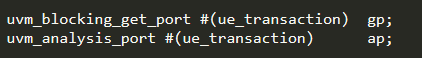 uvm_blocking_get_port #(ue_transaction)  gp;
uvm_analysis_port #(ue_transaction)      ap;